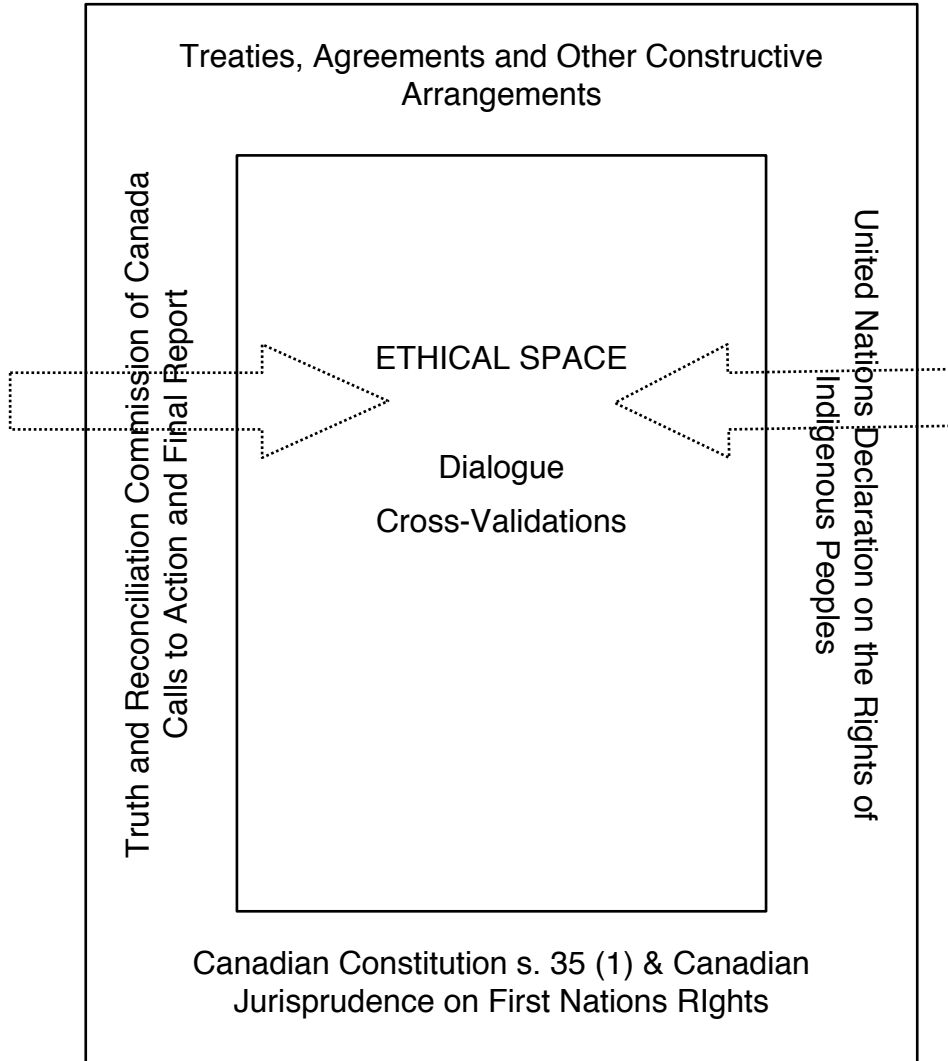 Treaties, Agreements and Other Constructive
Arrangements
Truth and Reconciliation Commission of Canada
Calls to Action and Final Report
ETHICAL SPACE
Dialogue
Cross-Validations
United Nations Declaration on the Rights of
Indigenous Peoples
Canadian Constitution s. 35 (1) & Canadian
Jurisprudence on First Nations RIghts